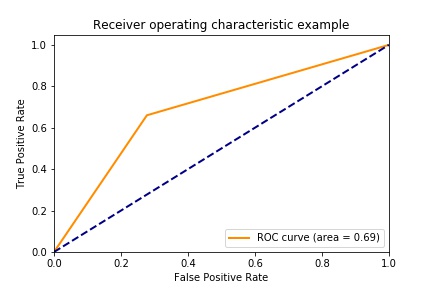 Receiver operating characteristic example
True Positive Rate
1.0
0.8
0.6
0.4
0.2
0.0
ROC curve (area = 0.69)
0.0 0.2 0.4 0.6 0.8 1.0
False Positive Rate